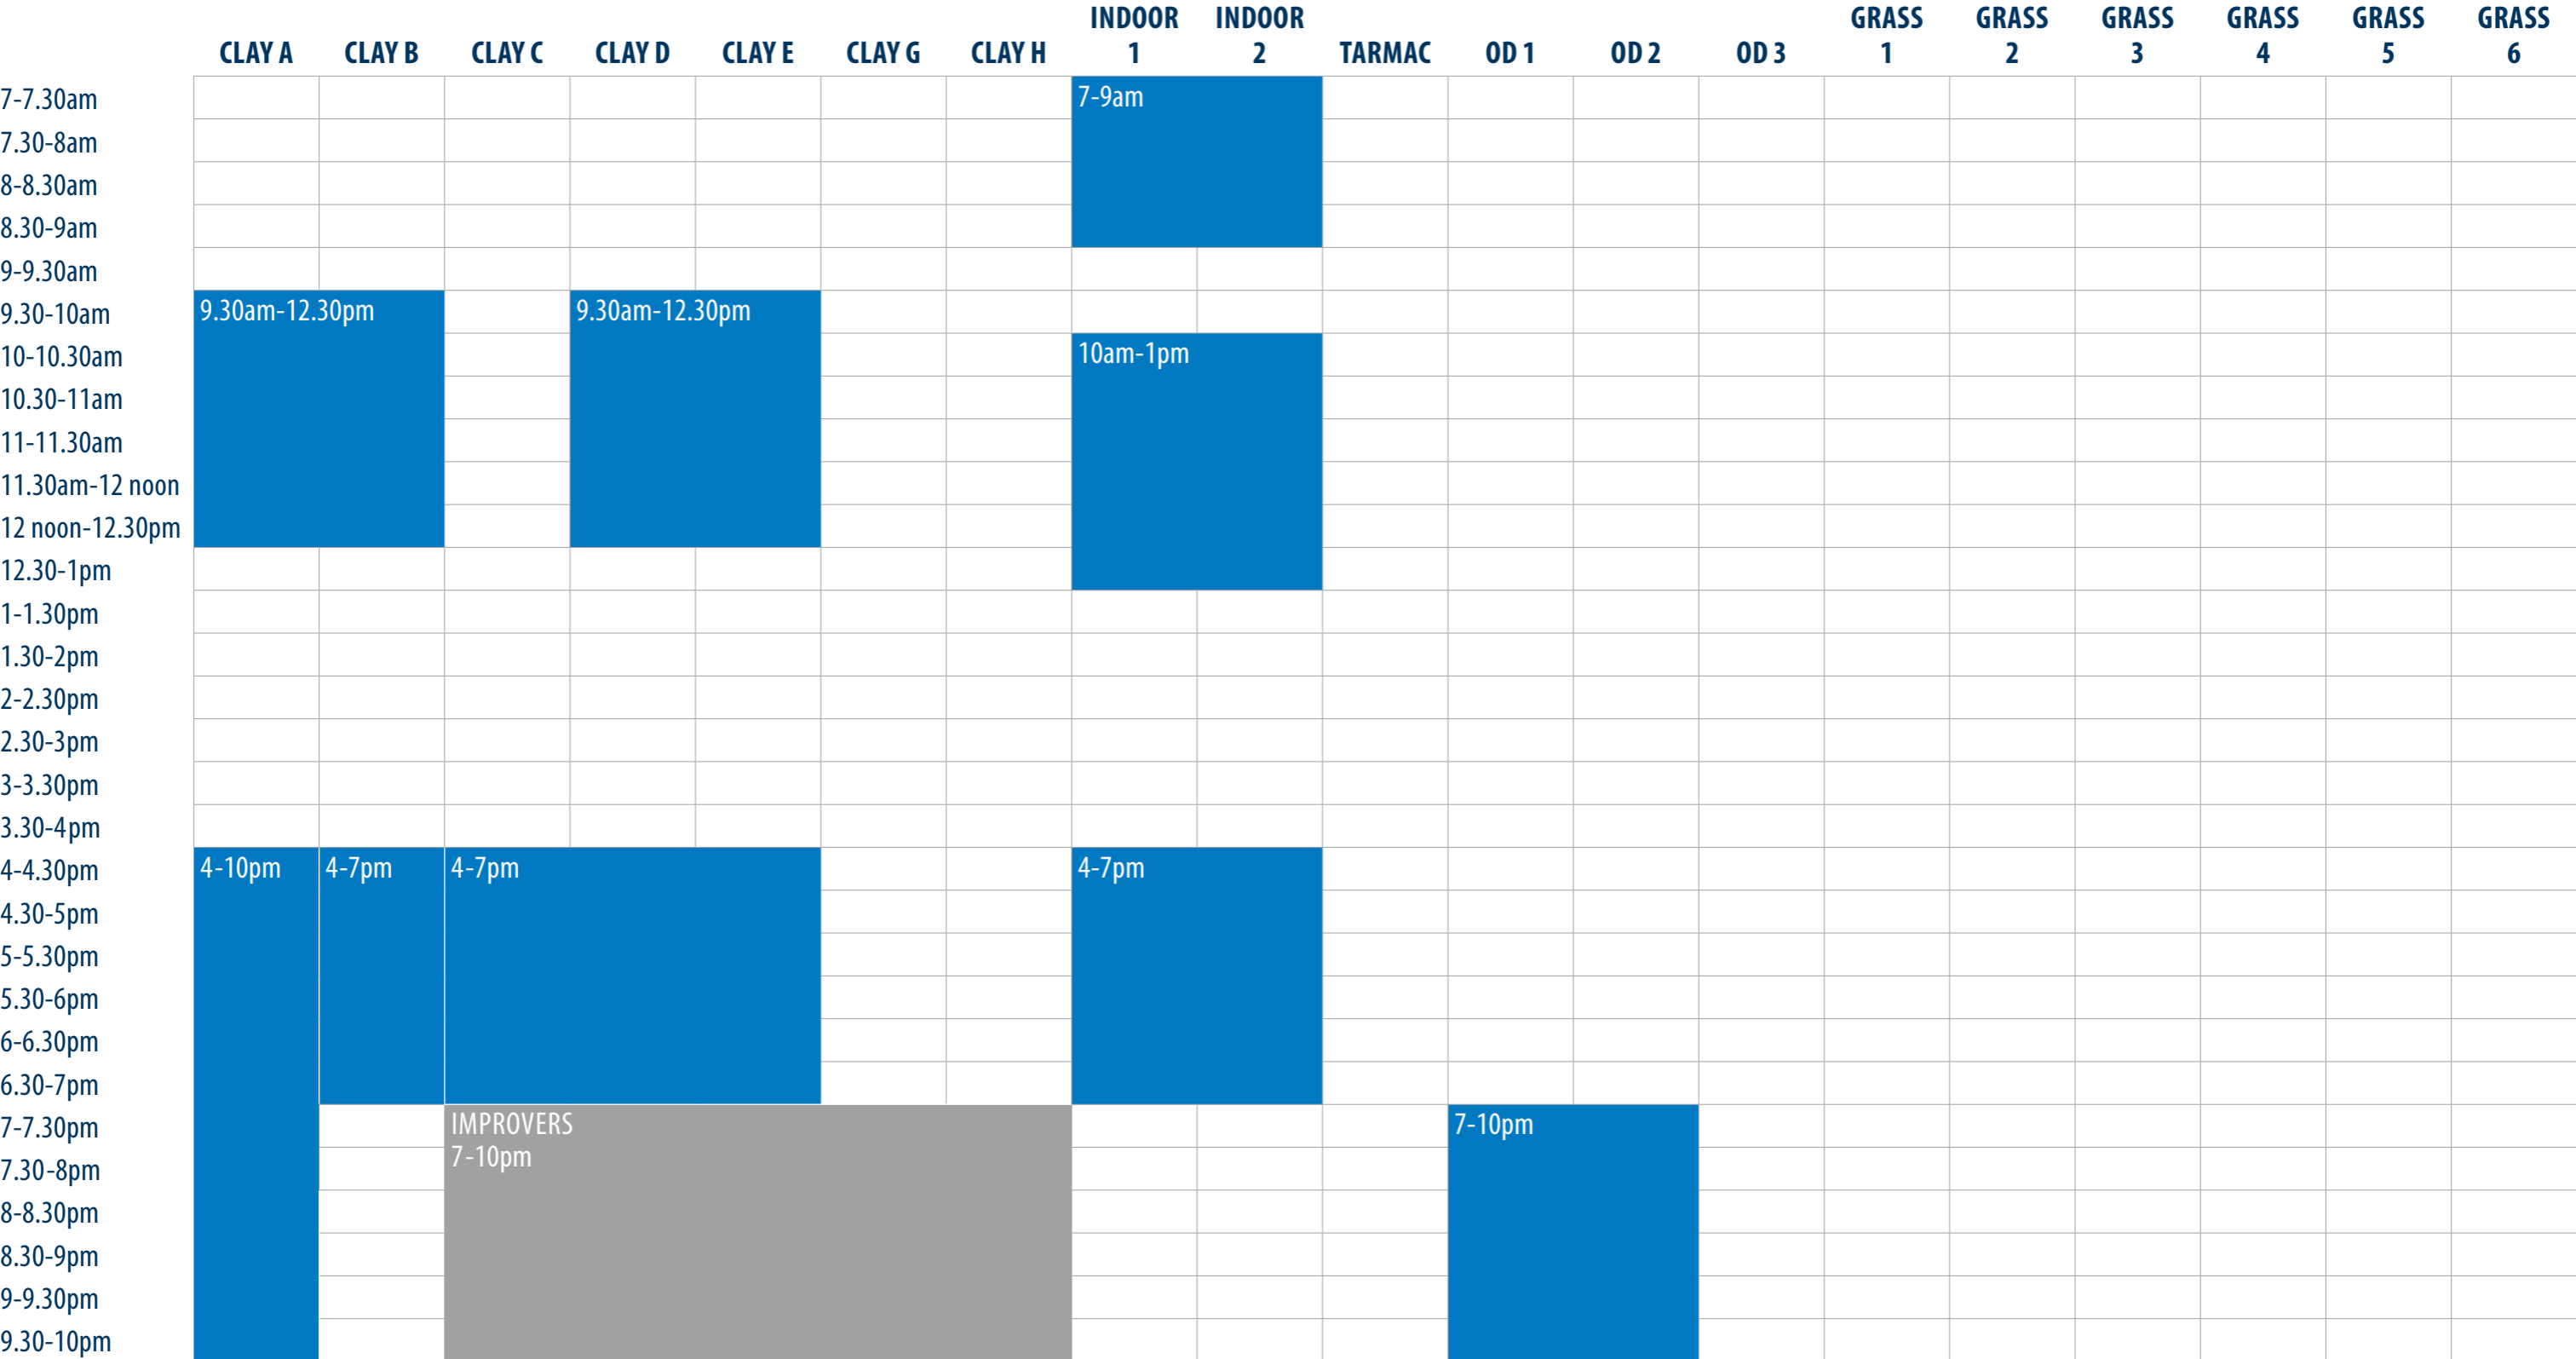 CLAY A CLAY B CLAY C CLAY D CLAY E CLAY G CLAY H INDOOR 1 INDOOR 2 TARMAC OD 1 OD 2 OD 3 GRASS 1 GRASS 2 GRASS 3 GRASS 4 GRASS 5 GRASS 6
7-7.30am 7-9am
7.30-8am
8-8.30am
8.30-9am
9-9.30am
9.30-10am 9.30am-12.30pm 9.30am-12.30pm
10-10.30am 10am-1pm
10.30-11am
11-11.30am
11.30am-12 noon
12 noon-12.30pm
12.30-1pm
1-1.30pm
1.30-2pm
2-2.30pm
2.30-3pm
3-3.30pm
3.30-4pm
4-4.30pm 4-10pm 4-7pm 4-7pm 4-7pm
4.30-5pm
5-5.30pm
5.30-6pm
6-6.30pm
6.30-7pm
7-7.30pm IMPROVERS 7-10pm
7.30-8pm 7-10pm
8-8.30pm
8.30-9pm
9-9.30pm
9.30-10pm